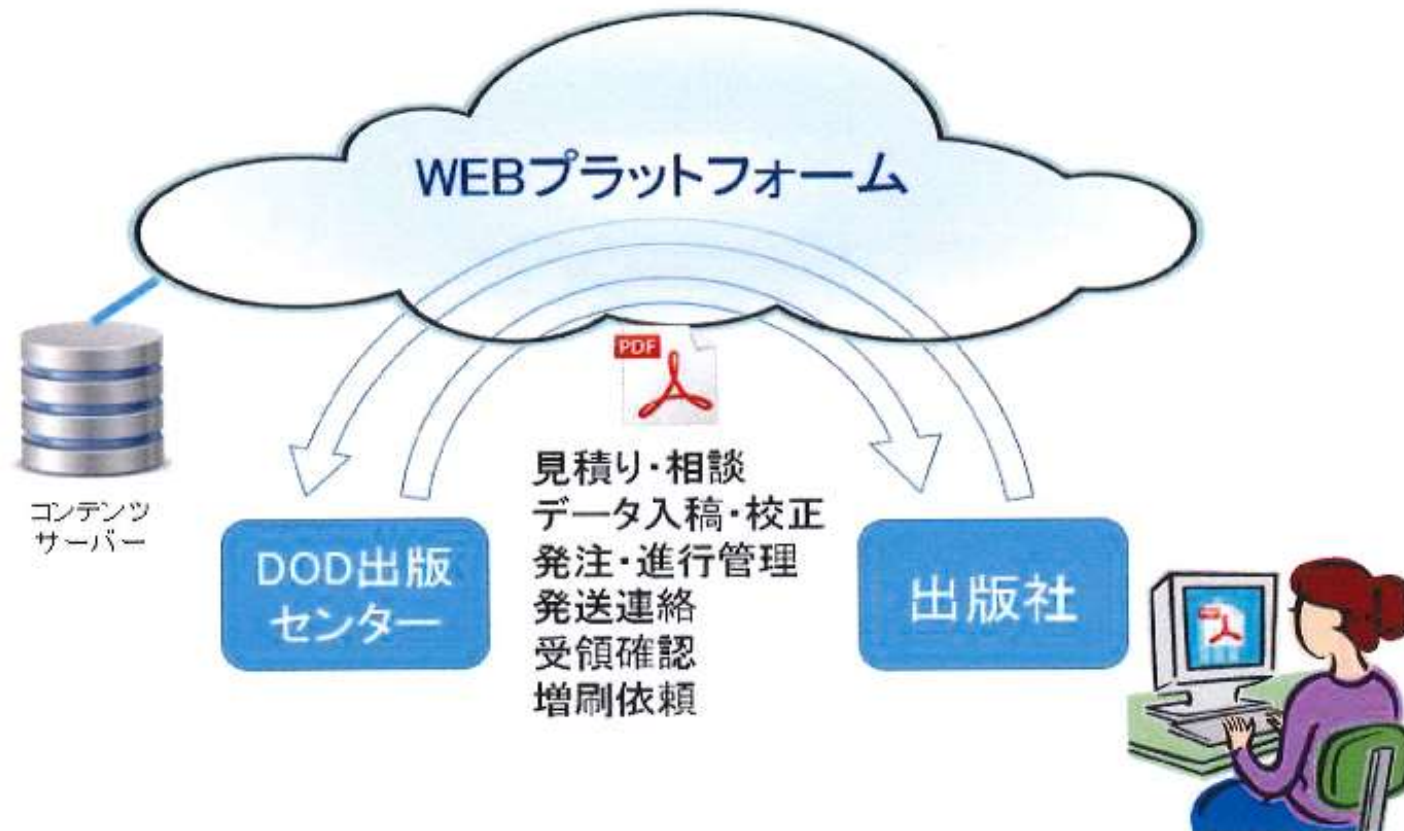 WEBプラットフォーム
PDF
コンテンツ
サーバー
DOD出版
センター
見積り・相談
データ入稿・校正
発注・進行管理
発送連絡
受領確認
増刷依頼
出版社